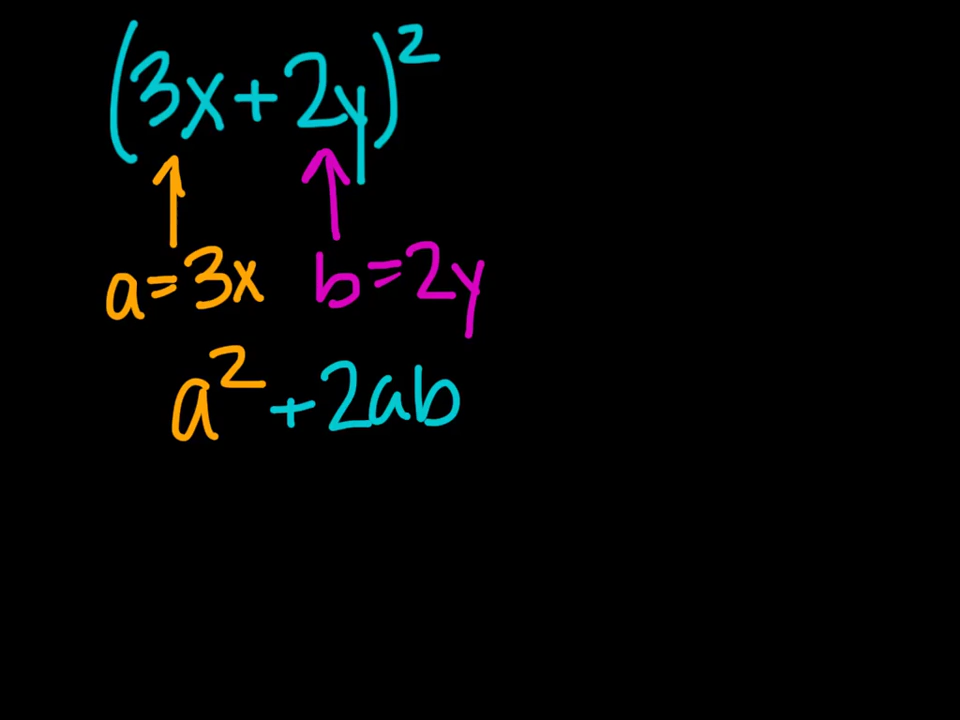 (3x+2y)²
a=3x b=2y
a²+2ab